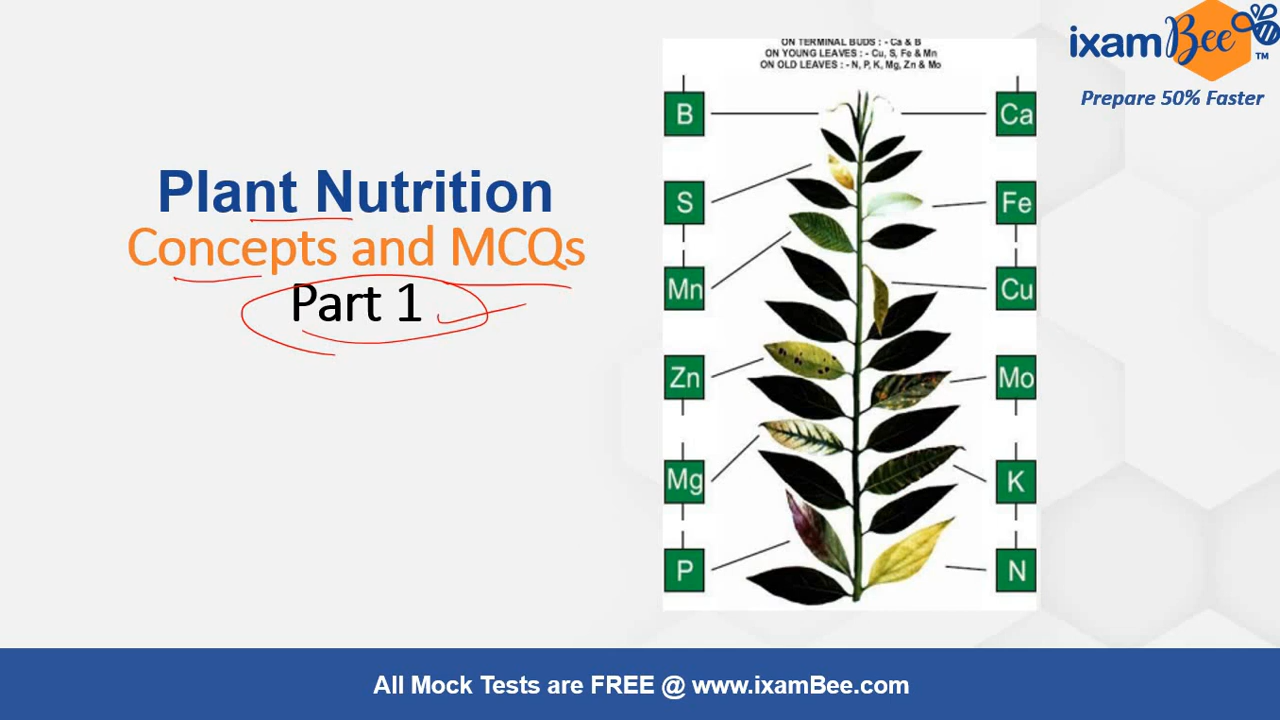 ixamBee™
Prepare 50% Faster
Plant Nutrition
Concepts and MCQs
Part 1
ON TERMINAL BUDS : - Ca & B
ON YOUNG LEAVES : - Cu, S, Fe & Mn
ON OLD LEAVES : - N, P, K, Mg, Zn & Mo
B
Ca
S
Fe
Mn
Cu
Zn
Mo
Mg
K
P
N
All Mock Tests are FREE @ www.ixamBee.com